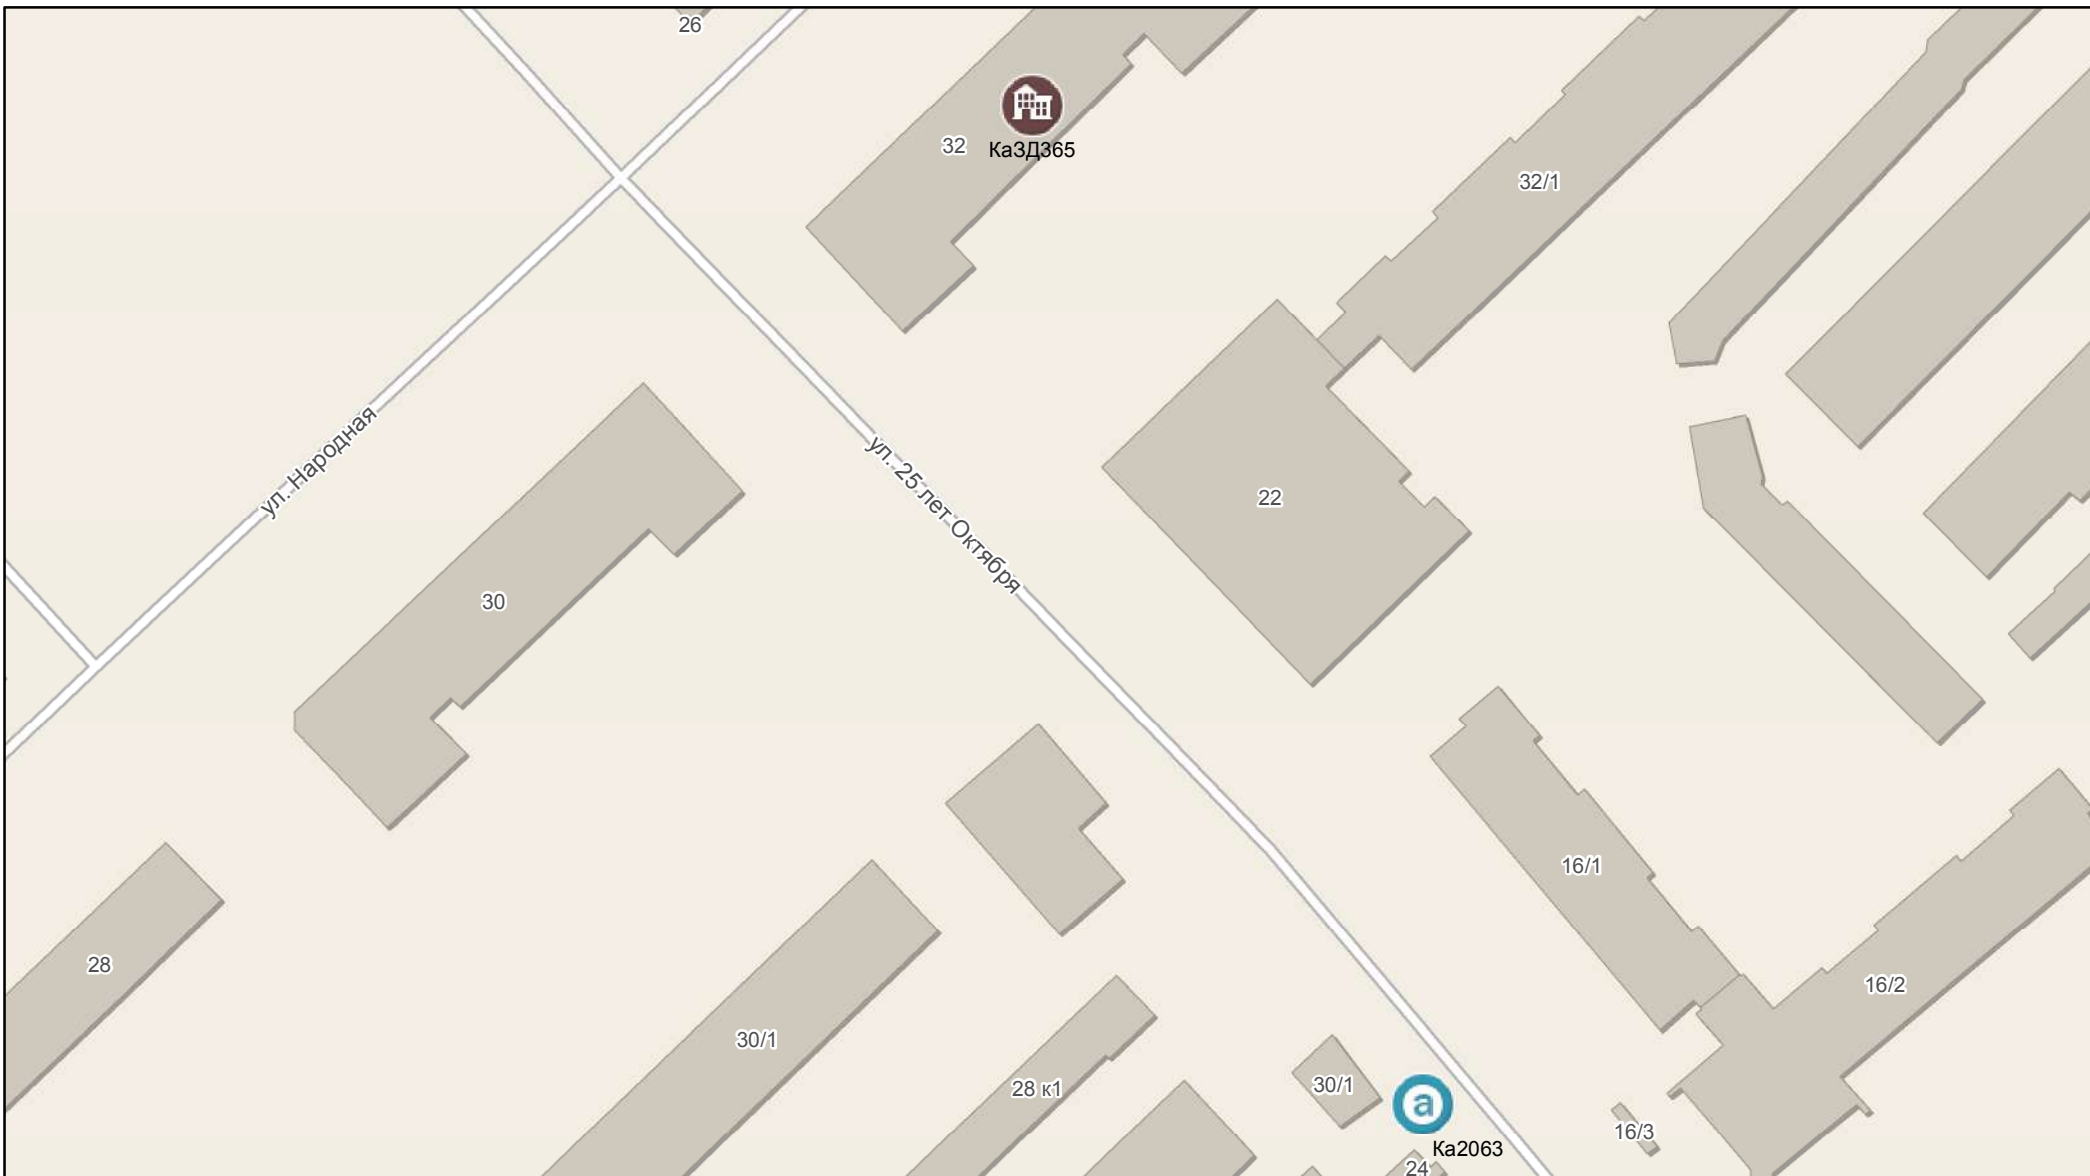 26
32
КаЗД365
32/1
ул. Народная
ул. 25 лет Октября
22
30
16/1
28
16/2
30/1
28 к1
30/1
a
16/3
Ка2063
24